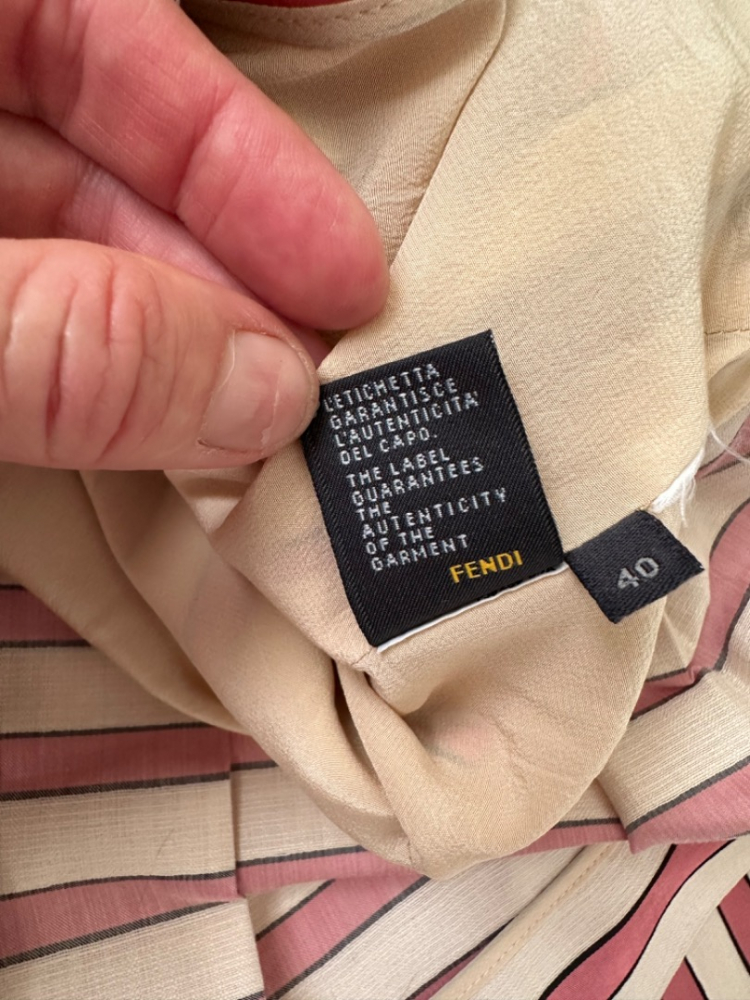 L'ETICHETTA
GARANTISCE
L'AUTENTICITA'
DEL CAPO.
THE LABEL
GUARANTEES
THE
AUTENTICITY
OF THE
GARMENT
FENDI
40